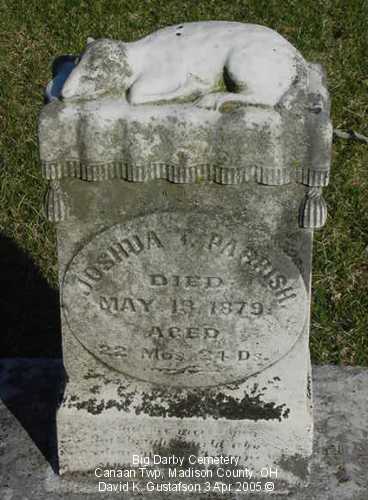 JOSHUA T. PARRISH
DIED
MAY 13, 1879.
AGED
22 Mos. 24 Ds.
Big Darby Cemetery
Canaan Twp, Madison County, OH
David K. Gustafson 3 Apr 2005 ©